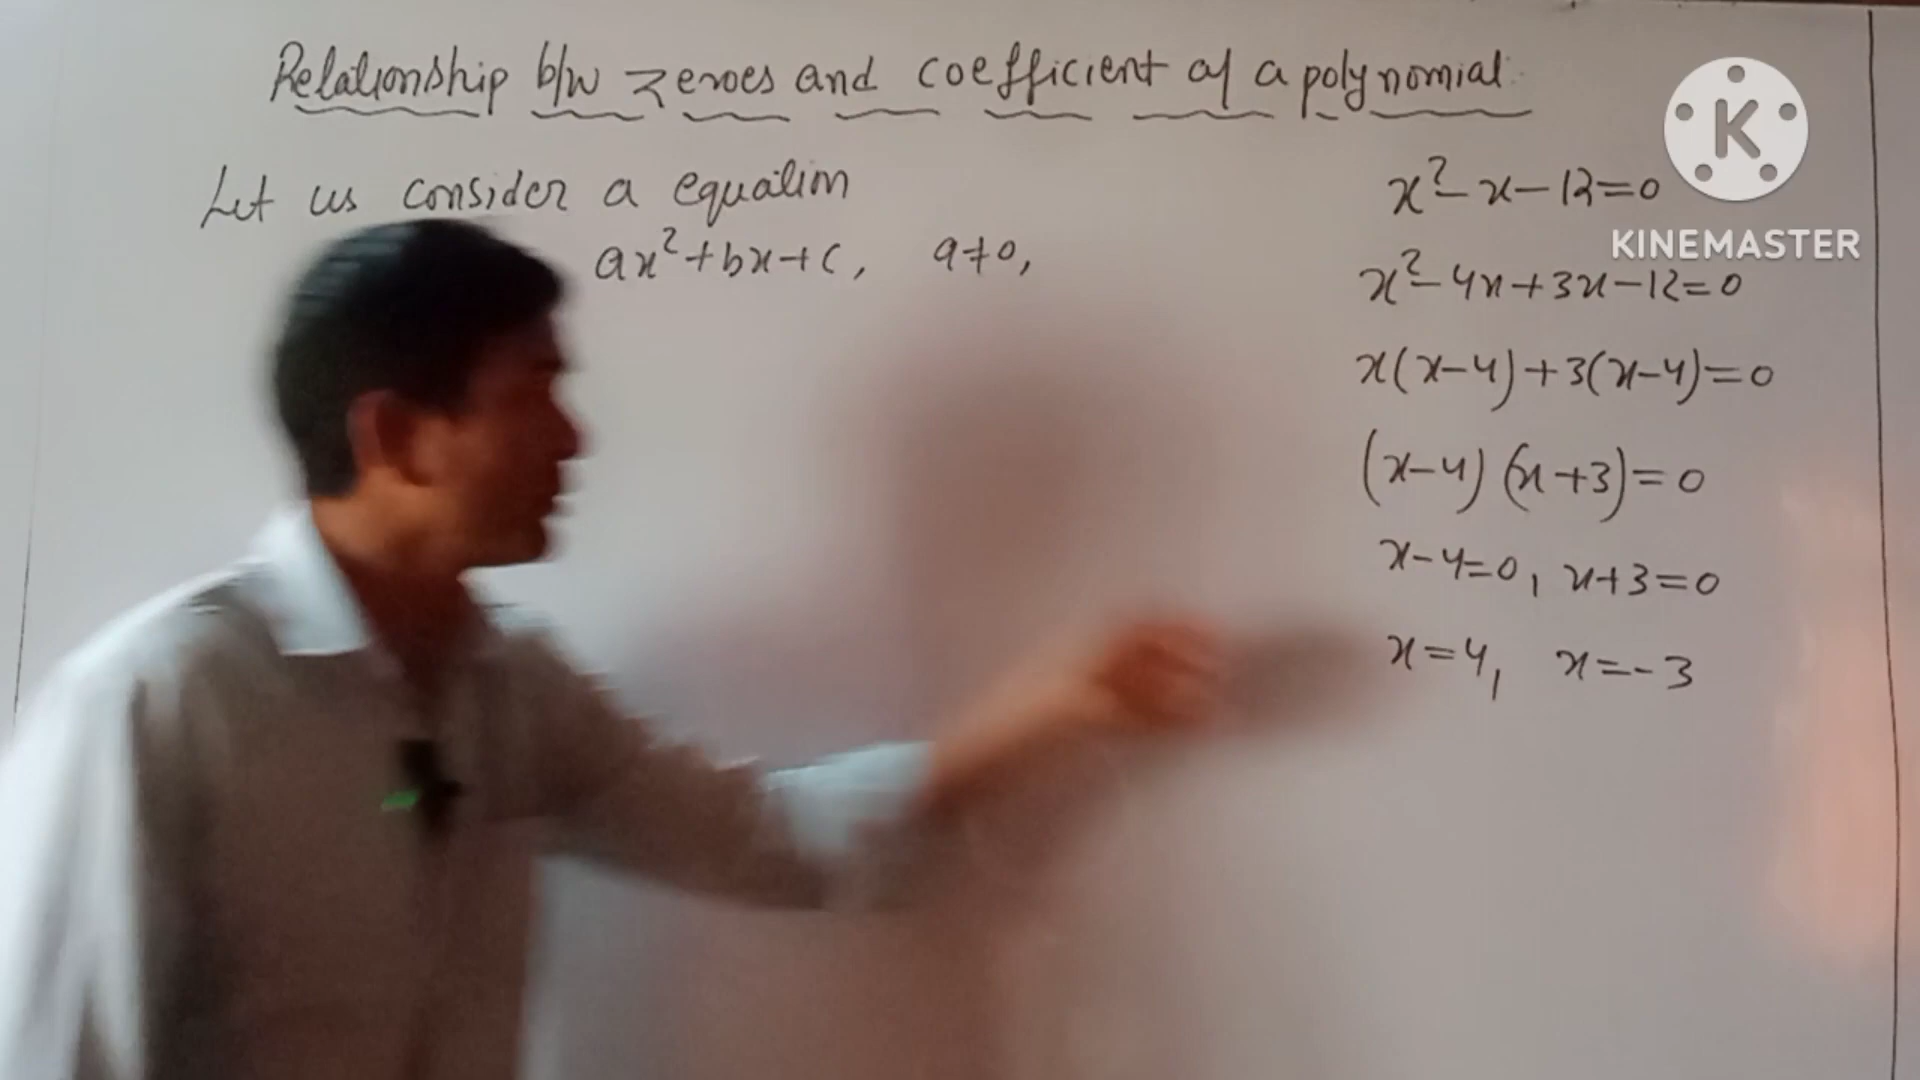 Relationship b/w zeroes and coefficient of a polynomial.
Let us consider a equation
ax²+bx+c, a≠0,
x²-x-12=0
x²-4x+3x-12=0
x(x-4)+3(x-4)=0
(x-4)(x+3)=0
x-4=0, x+3=0
x=4, x=-3
K
KINEMASTER